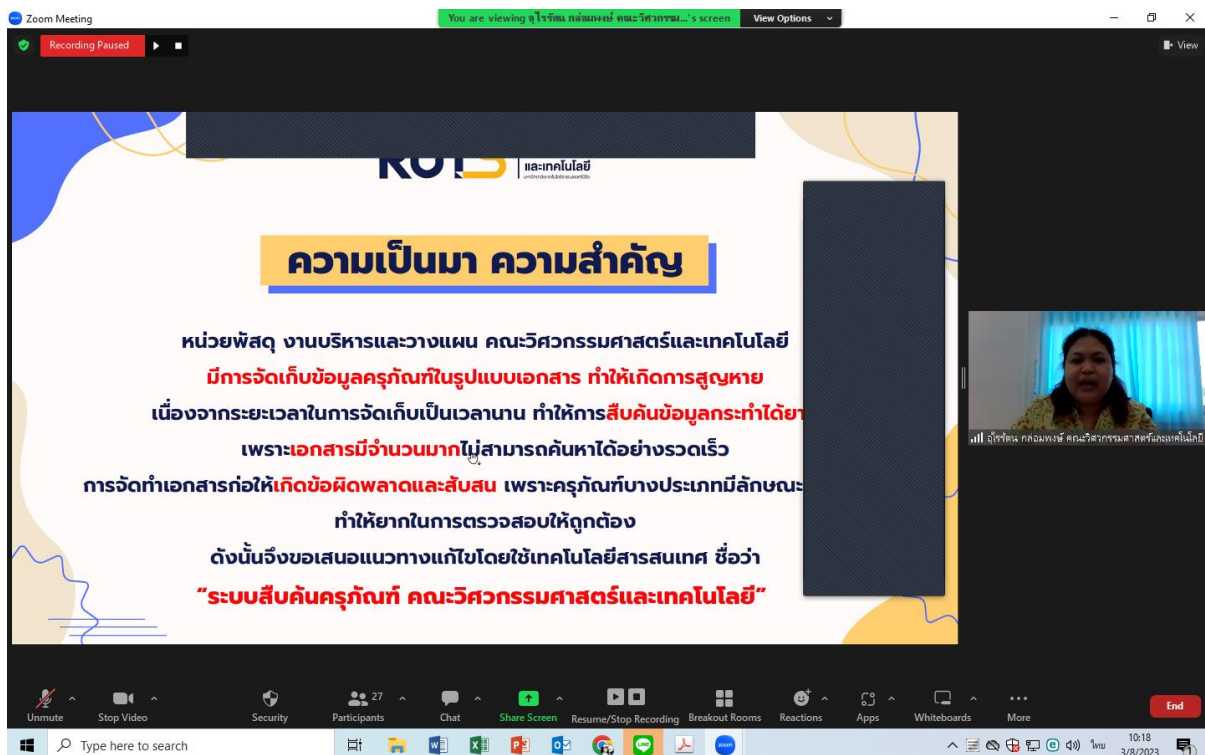 Zoom Meeting
You are viewing อุไรรัตน กล่อมพงษ์ คณะวิศวกรรม...'s screen
View Options
Recording Paused
View
และเทคโนโลยี
ความเป็นมา ความสำคัญ
หน่วยพัสดุ งานบริหารและวางแผน คณะวิศวกรรมศาสตร์และเทคโนโลยี
มีการจัดเก็บข้อมูลครุภัณฑ์ในรูปแบบเอกสาร ทำให้เกิดการสูญหาย
เนื่องจากระยะเวลาในการจัดเก็บเป็นเวลานาน ทำให้การสืบค้นข้อมูลกระทำได้ยา
เพราะเอกสารมีจำนวนมากไม่สามารถค้นหาได้อย่างรวดเร็ว
การจัดทำเอกสารก่อให้เกิดข้อผิดพลาดและสับสน เพราะครุภัณฑ์บางประเภทมีลักษณะ
ทำให้ยากในการตรวจสอบให้ถูกต้อง
ดังนั้นจึงขอเสนอแนวทางแก้ไขโดยใช้เทคโนโลยีสารสนเทศ ชื่อว่า
“ระบบสืบค้นครุภัณฑ์ คณะวิศวกรรมศาสตร์และเทคโนโลยี”
อุไรรัตน กล่อมพงษ์ คณะวิศวกรรมศาสตร์และเทคโนโลยี
Unmute
Stop Video
Security
27
Participants
Chat
Share Screen
Resume/Stop Recording
Breakout Rooms
Reactions
Apps
Whiteboards
More
End
Type here to search
ไทย
10:18
3/8/2023